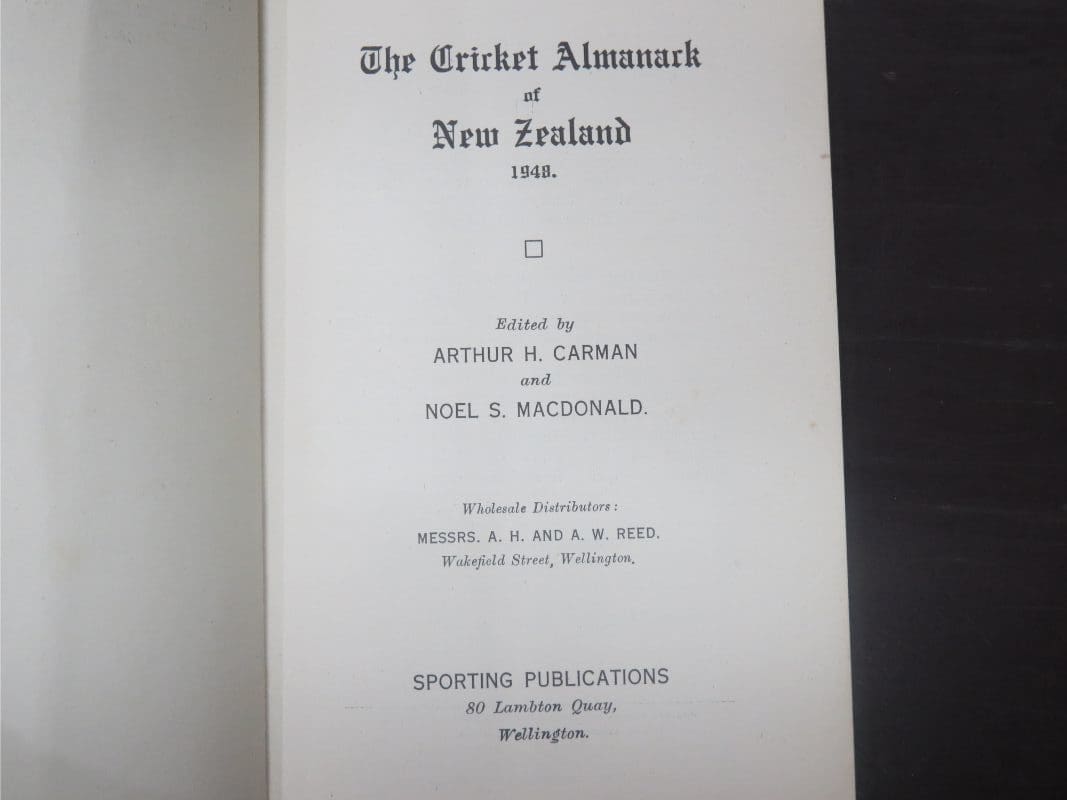 The Cricket Almanack
of
New Zealand
1948.
Edited by
ARTHUR H. CARMAN
and
NOEL S. MACDONALD.
Wholesale Distributors:
MESSRS. A. H. AND A. W. REED,
Wakefield Street, Wellington.
SPORTING PUBLICATIONS
80 Lambton Quay,
Wellington.